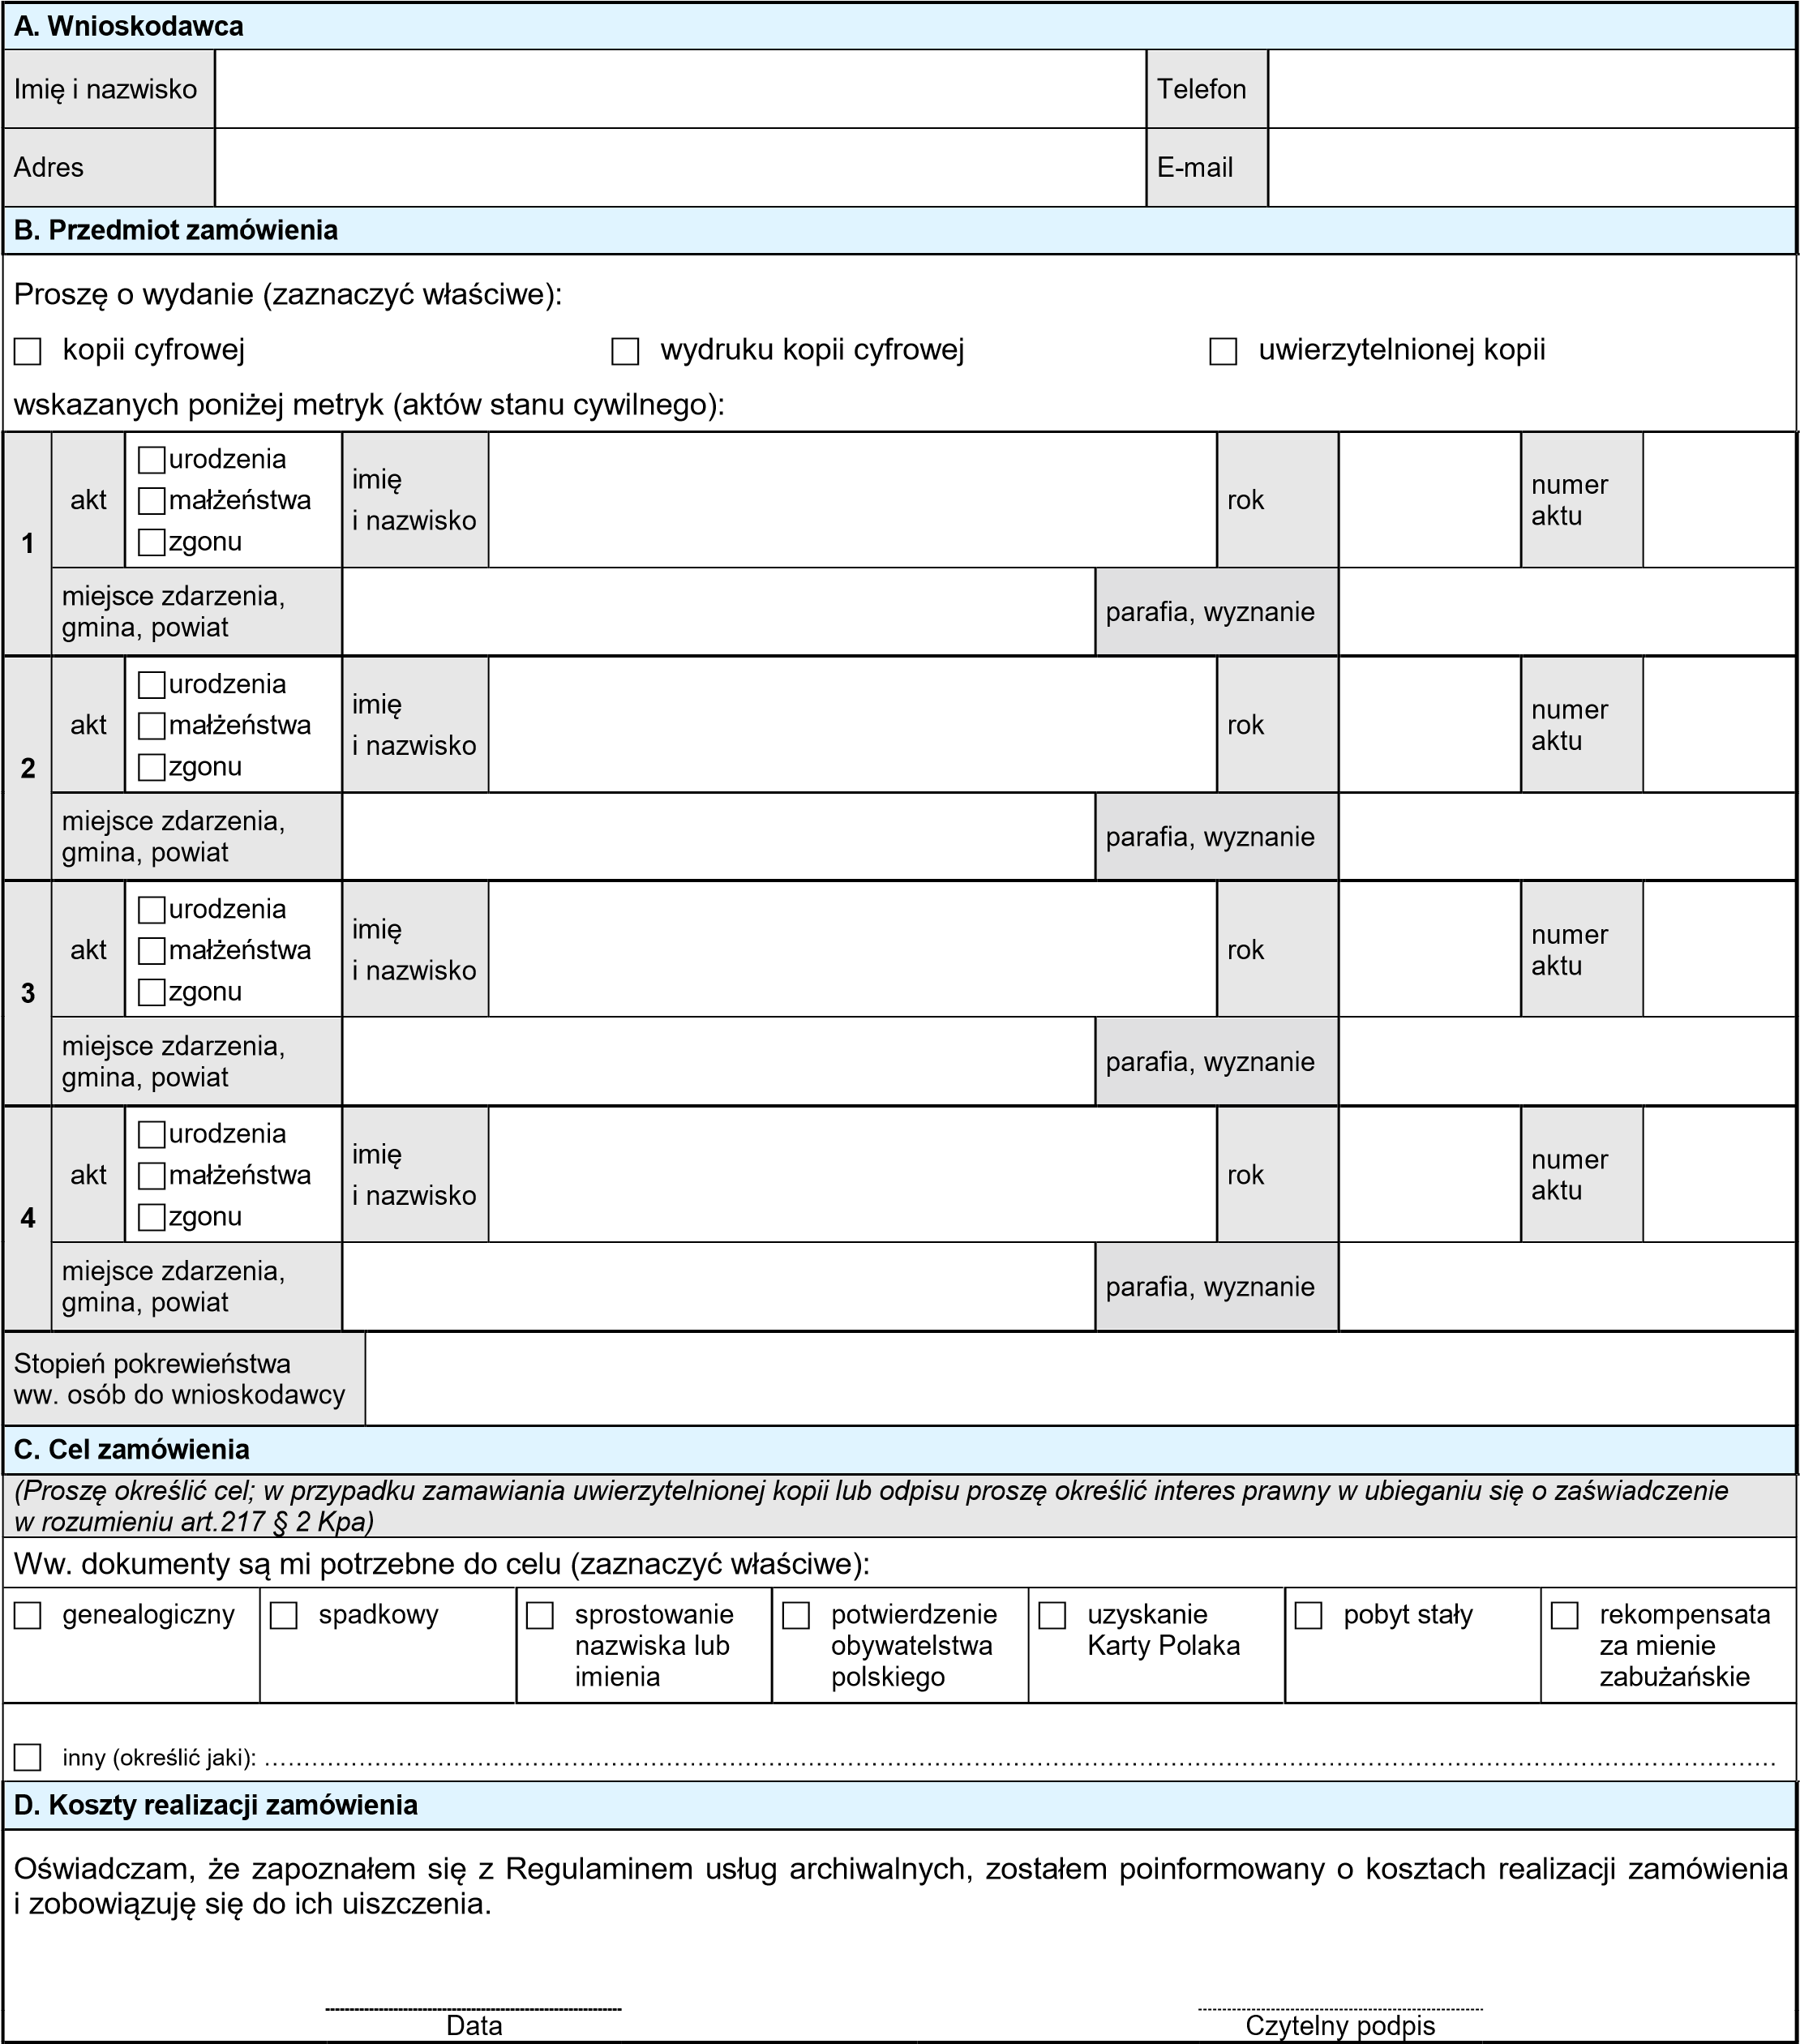 A. Wnioskodawca
Imię i nazwisko
Telefon
Adres
E-mail
B. Przedmiot zamówienia
Proszę o wydanie (zaznaczyć właściwe):
kopii cyfrowej
wydruku kopii cyfrowej
uwierzytelnionej kopii
wskazanych poniżej metryk (aktów stanu cywilnego):
1
akt
urodzenia
małżeństwa
zgonu
imię
i nazwisko
rok
numer
aktu
miejsce zdarzenia,
gmina, powiat
parafia, wyznanie
2
akt
urodzenia
małżeństwa
zgonu
imię
i nazwisko
rok
numer
aktu
miejsce zdarzenia,
gmina, powiat
parafia, wyznanie
3
akt
urodzenia
małżeństwa
zgonu
imię
i nazwisko
rok
numer
aktu
miejsce zdarzenia,
gmina, powiat
parafia, wyznanie
4
akt
urodzenia
małżeństwa
zgonu
imię
i nazwisko
rok
numer
aktu
miejsce zdarzenia,
gmina, powiat
parafia, wyznanie
Stopień pokrewieństwa
ww. osób do wnioskodawcy
C. Cel zamówienia
(Proszę określić cel; w przypadku zamawiania uwierzytelnionej kopii lub odpisu proszę określić interes prawny w ubieganiu się o zaświadczenie
w rozumieniu art.217 § 2 Kpa)
Ww. dokumenty są mi potrzebne do celu (zaznaczyć właściwe):
genealogiczny
spadkowy
sprostowanie
nazwiska lub
imienia
potwierdzenie
obywatelstwa
polskiego
uzyskanie
Karty Polaka
pobyt stały
rekompensata
za mienie
zabużańskie
inny (określić jaki): ……………………………………………………………………………………………………
D. Koszty realizacji zamówienia
Oświadczam, że zapoznałem się z Regulaminem usług archiwalnych, zostałem poinformowany o kosztach realizacji zamówienia
i zobowiązuję się do ich uiszczenia.
Data
Czytelny podpis